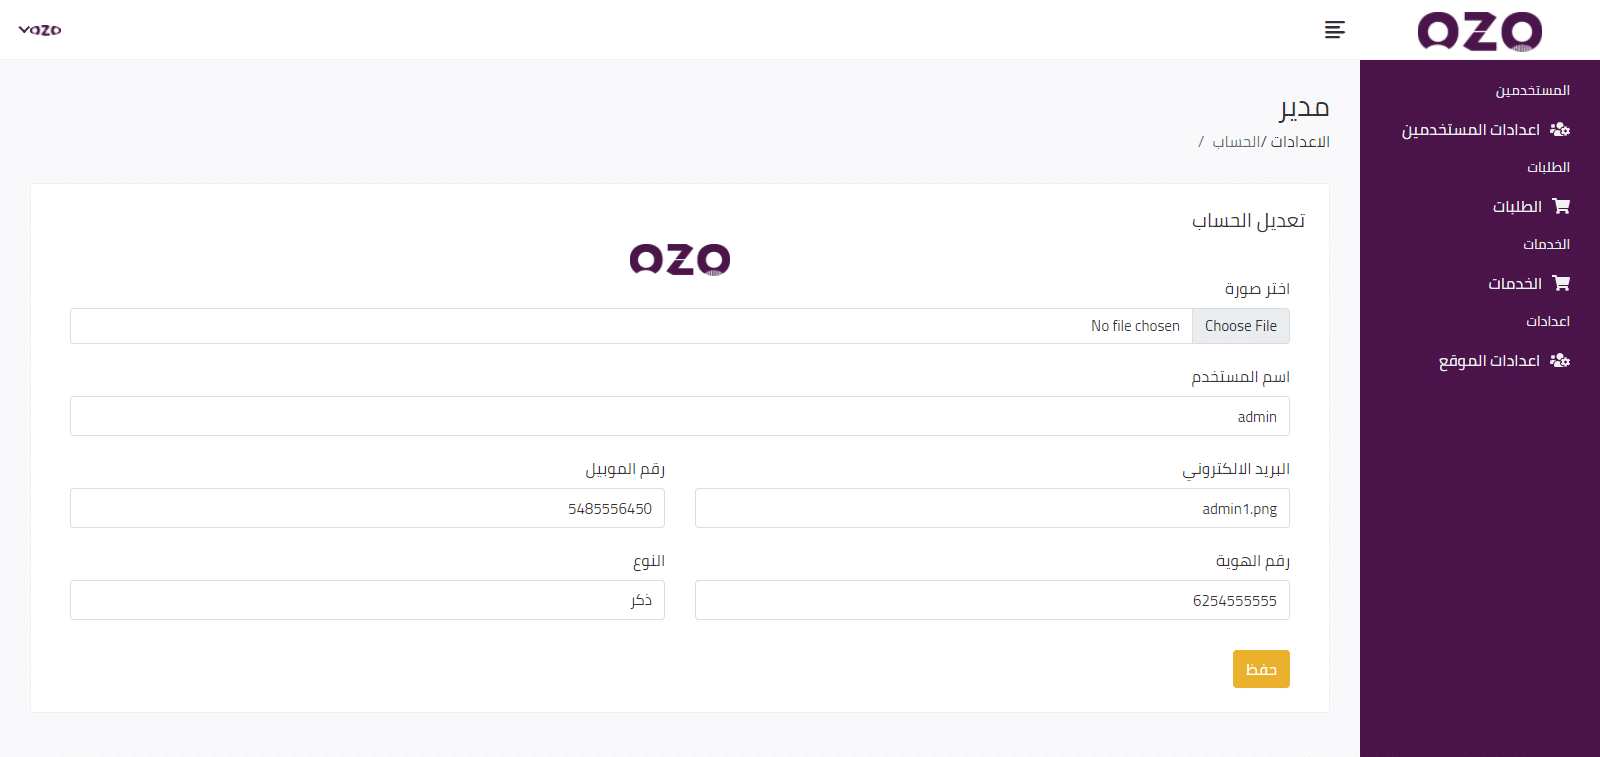 ozo
ozo
المستخدمين
اعدادات المستخدمين
الطلبات
الطلبات
الخدمات
الخدمات
اعدادات
اعدادات الموقع
مدير
الاعدادات /الحساب /
تعديل الحساب
ozo
اختر صورة
Choose File No file chosen
اسم المستخدم
admin
البريد الالكتروني
رقم الموبيل
admin1.png
5485556450
رقم الهوية
النوع
6254555555
ذكر
حفظ